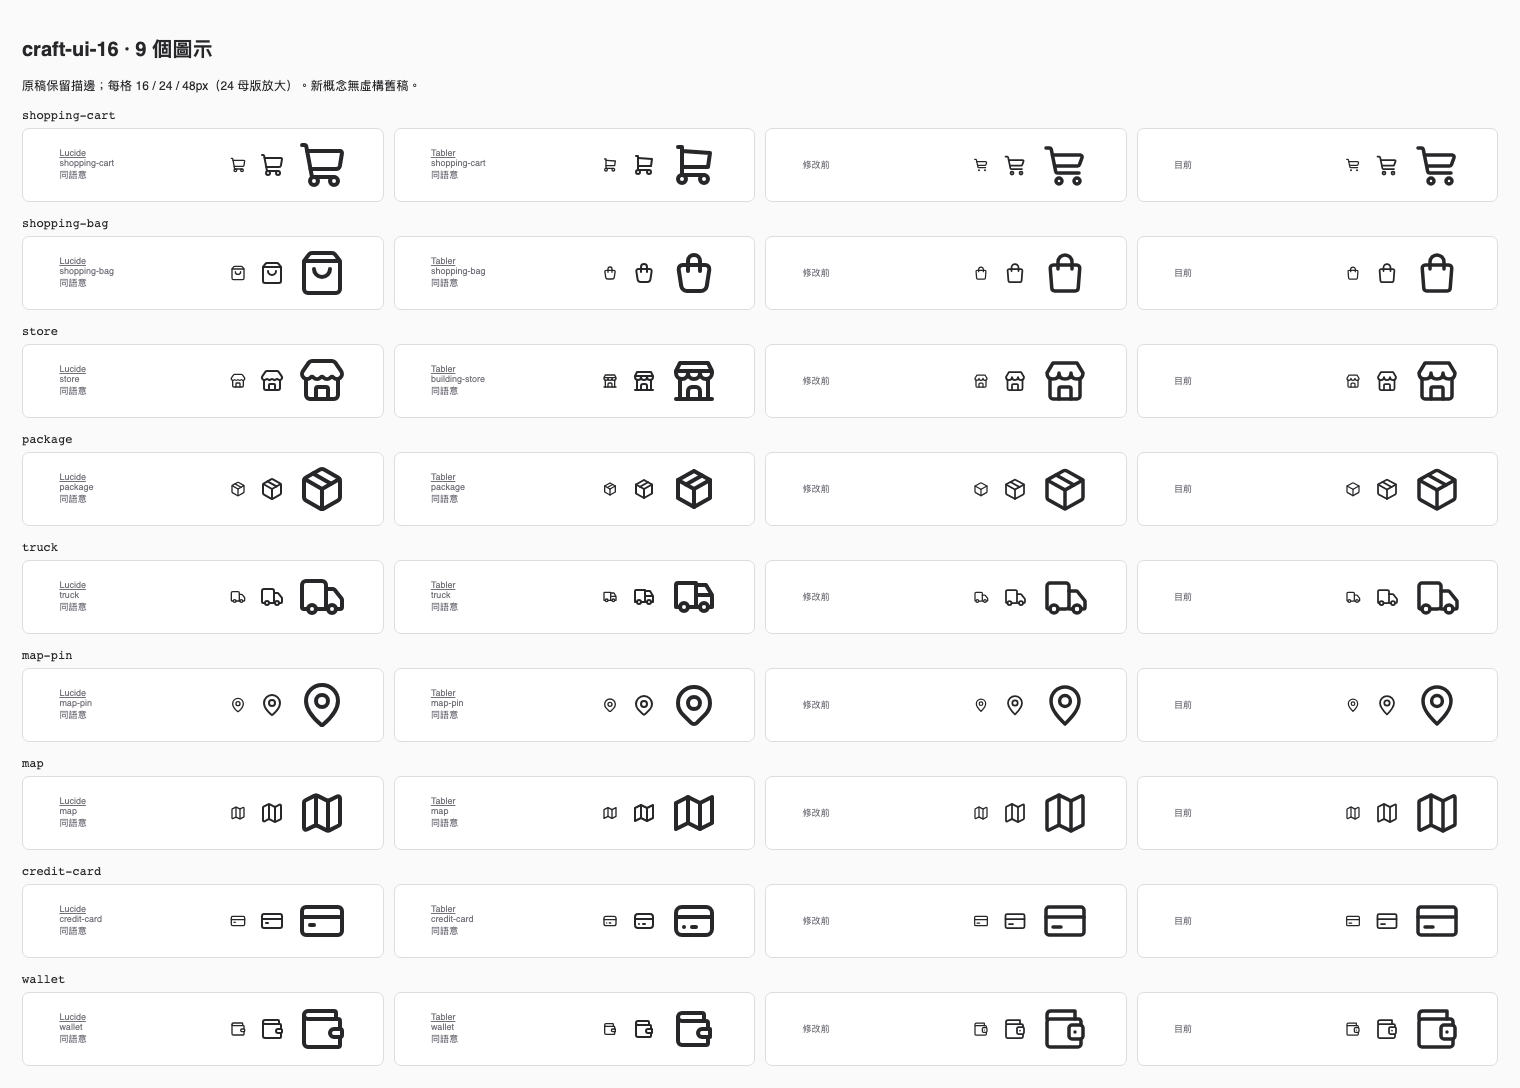 craft-ui-16 · 9 個圖示
原稿保留描邊；每格 16 / 24 / 48px（24 母版放大）。新概念無虛構舊稿。
shopping-cart
Lucide
shopping-cart
同語意
Tabler
shopping-cart
同語意
修改前
目前
shopping-bag
Lucide
shopping-bag
同語意
Tabler
shopping-bag
同語意
修改前
目前
store
Lucide
store
同語意
Tabler
building-store
同語意
修改前
目前
package
Lucide
package
同語意
Tabler
package
同語意
修改前
目前
truck
Lucide
truck
同語意
Tabler
truck
同語意
修改前
目前
map-pin
Lucide
map-pin
同語意
Tabler
map-pin
同語意
修改前
目前
map
Lucide
map
同語意
Tabler
map
同語意
修改前
目前
credit-card
Lucide
credit-card
同語意
Tabler
credit-card
同語意
修改前
目前
wallet
Lucide
wallet
同語意
Tabler
wallet
同語意
修改前
目前